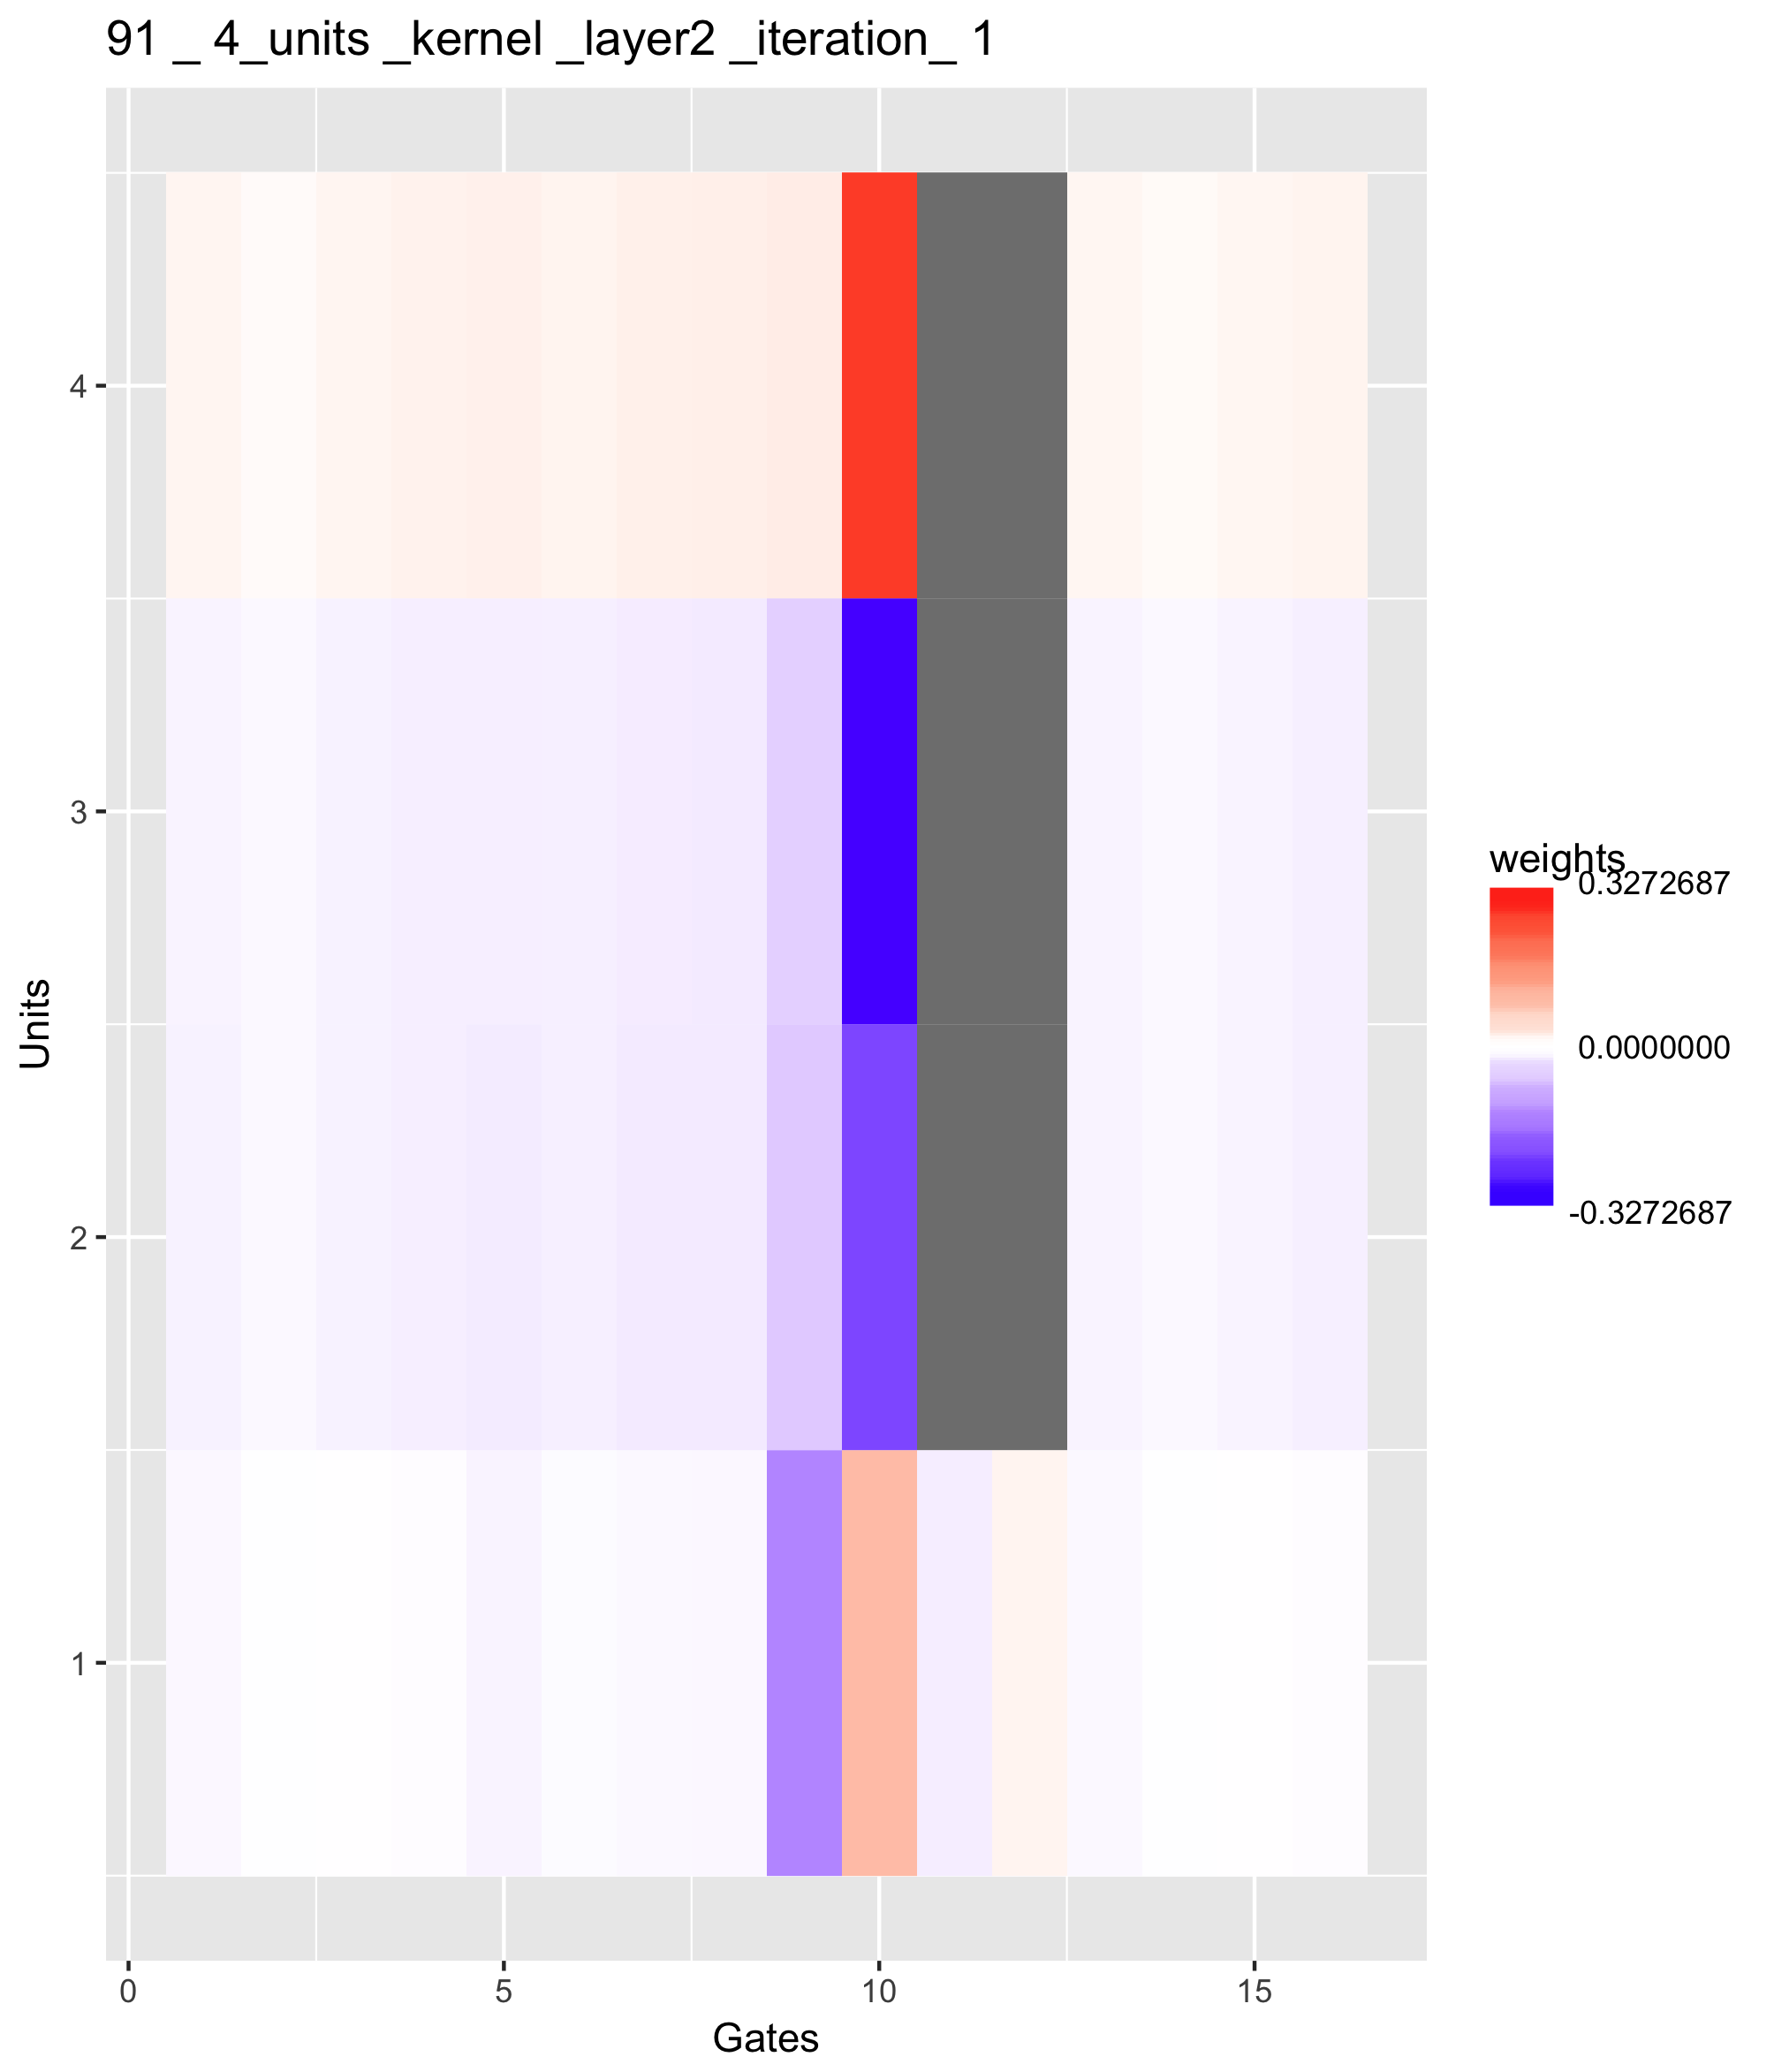 91 _ 4_units _kernel _layer2 _iteration_ 1
4
3
2
1
Units
0 5 10 15
Gates
weights
0.3272687
0.0000000
-0.3272687